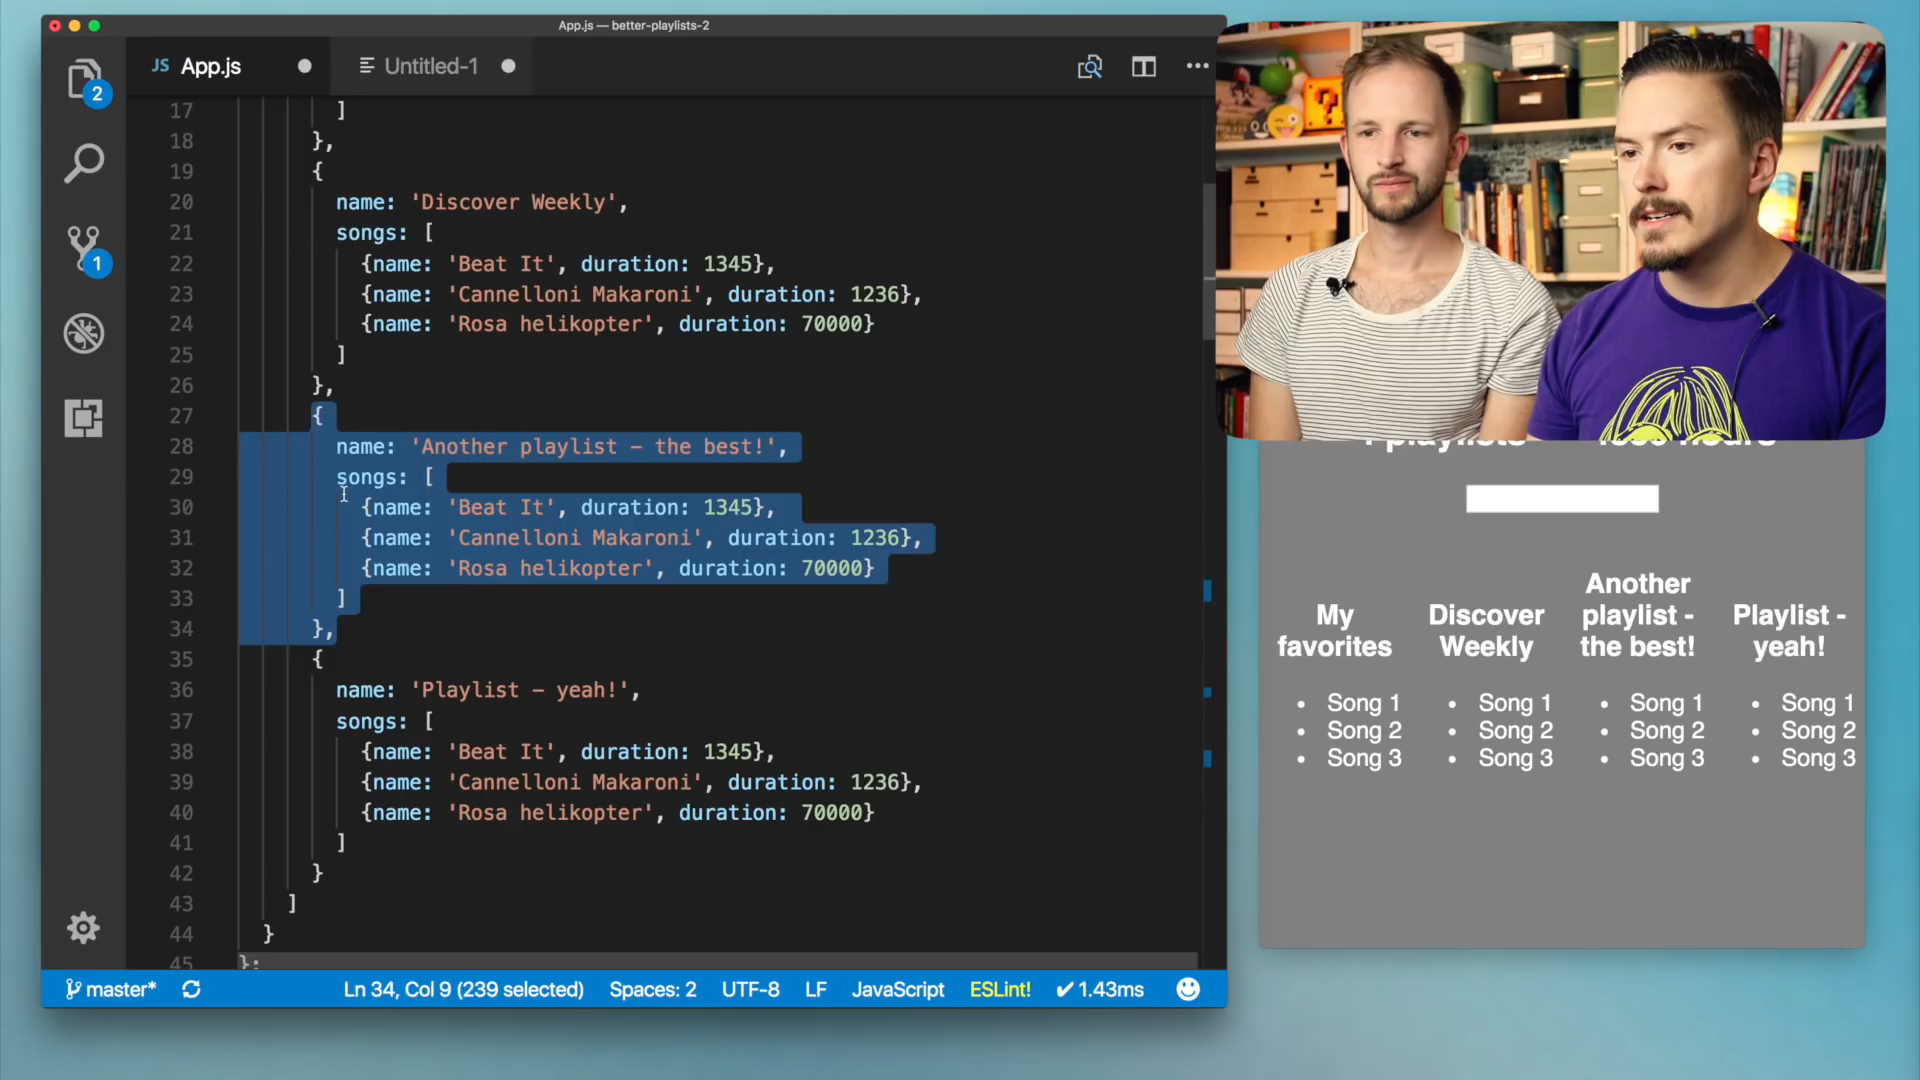 App.js — better-playlists-2
JS App.js
Untitled-1
2
1
17 ]
18 },
19 {
20 name: 'Discover Weekly',
21 songs: [
22 {name: 'Beat It', duration: 1345},
23 {name: 'Cannelloni Makaroni', duration: 1236},
24 {name: 'Rosa helikopter', duration: 70000}
25 ]
26 },
27 {
28 name: 'Another playlist – the best!',
29 songs: [
30 {name: 'Beat It', duration: 1345},
31 {name: 'Cannelloni Makaroni', duration: 1236},
32 {name: 'Rosa helikopter', duration: 70000}
33 ]
34 },
35 {
36 name: 'Playlist – yeah!',
37 songs: [
38 {name: 'Beat It', duration: 1345},
39 {name: 'Cannelloni Makaroni', duration: 1236},
40 {name: 'Rosa helikopter', duration: 70000}
41 ]
42 }
43 ]
44 }
45 };
master* Ln 34, Col 9 (239 selected) Spaces: 2 UTF-8 LF JavaScript ESLint! ✔ 1.43ms
playlists hours
My
favorites
• Song 1
• Song 2
• Song 3
Discover
Weekly
• Song 1
• Song 2
• Song 3
Another
playlist -
the best!
• Song 1
• Song 2
• Song 3
Playlist -
yeah!
• Song 1
• Song 2
• Song 3